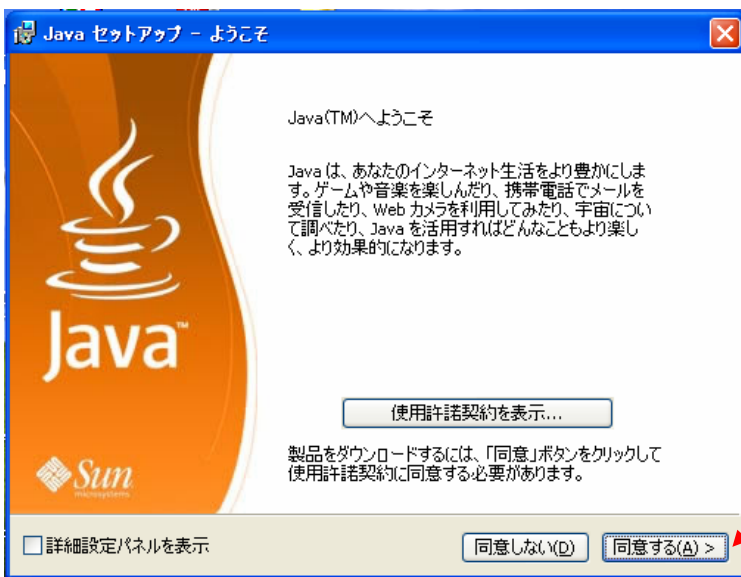 Java セットアップ - ようこそ
Java(TM)へようこそ
Java は、あなたのインターネット生活をより豊かにしま
す。ゲームや音楽を楽しんだり、携帯電話でメールを
受信したり、Web カメラを利用してみたり、宇宙につい
て調べたり、Java を活用すればどんなこともより楽し
く、より効果的になります。
Java™
使用許諾契約を表示...
製品をダウンロードするには、「同意」ボタンをクリックして
使用許諾契約に同意する必要があります。
Sun
microsystems
詳細設定パネルを表示
同意しない(D)
同意する(A) >